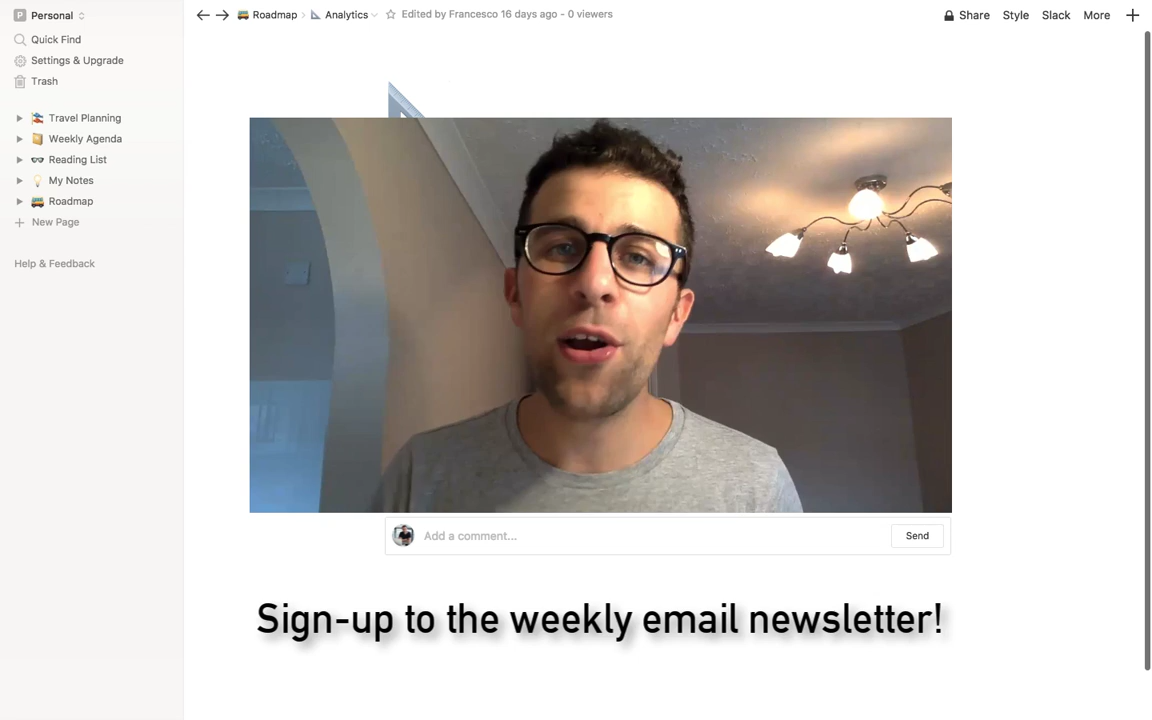 P Personal
Quick Find
Settings & Upgrade
Trash
Travel Planning
Weekly Agenda
Reading List
My Notes
Roadmap
New Page
Help & Feedback
Roadmap › Analytics Edited by Francesco 16 days ago - 0 viewers
Share Style Slack More
Add a comment... Send
Sign-up to the weekly email newsletter!